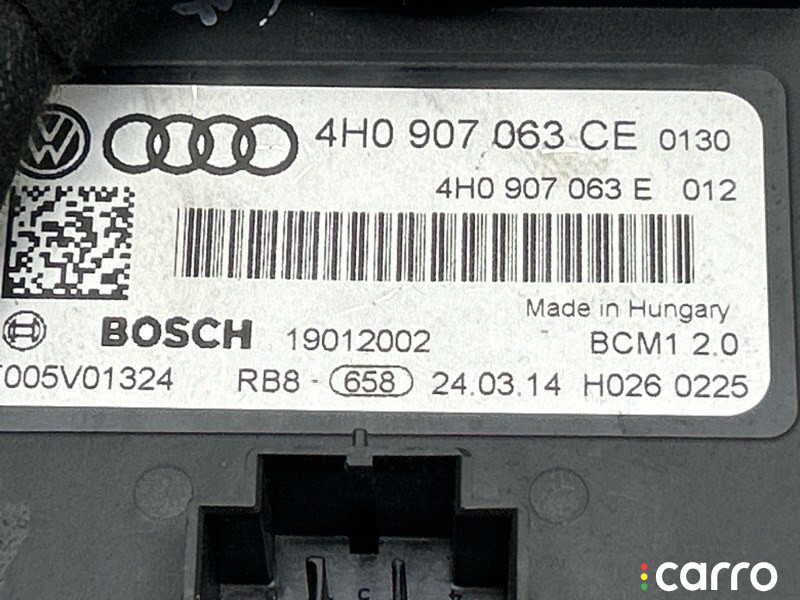 4H0 907 063 CE 0130
4H0 907 063 E 012
Made in Hungary
BOSCH 19012002 BCM1 2.0
005V01324 RB8 - 658 24.03.14 H026 0225
carro